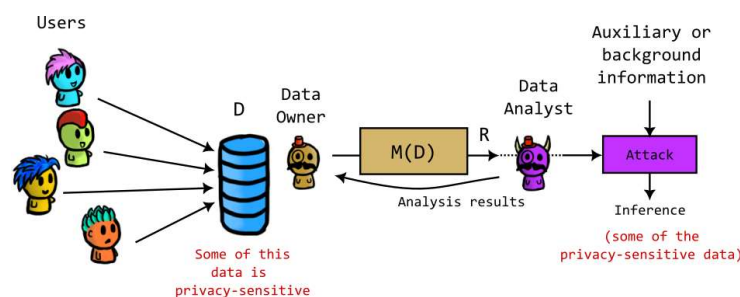 Users
D
Data
Owner
M(D)
R
Data
Analyst
Auxiliary or
background
information
Attack
Analysis results
Inference
Some of this
data is
privacy-sensitive
(some of the
privacy-sensitive data)